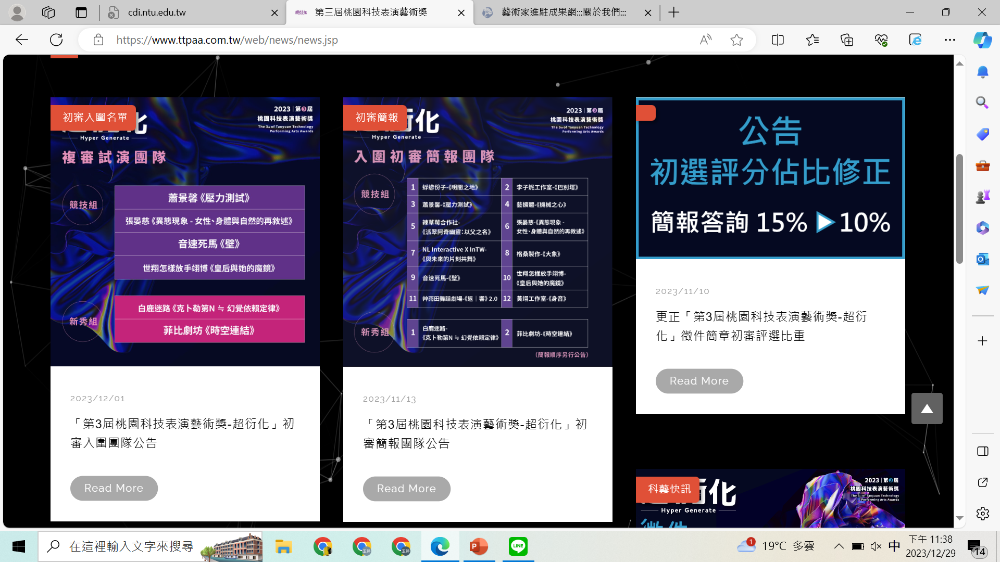 cdi.ntu.edu.tw
第三屆桃園科技表演藝術獎
藝術家進駐成果網:::關於我們:::
https://www.ttpaa.com.tw/web/news/news.jsp
初審入圍名單
2023 | 第3屆
桃園科技表演藝術獎
The 3rd of Taoyuan Technology
Performing Arts Awards
Hyper Generate
複審試演團隊
競技組
蕭景馨《壓力測試》
張晏慈《異態現象 - 女性、身體與自然的再敘述》
音速死馬《壁》
世翔怎樣放手翊博《皇后與她的魔鏡》
新秀組
白鹿迷路《克卜勒第N ≒ 幻覺依賴定律》
菲比劇坊《時空連結》
2023/12/01
「第3屆桃園科技表演藝術獎-超衍化」初
審入圍團隊公告
Read More
初審簡報
衍化
2023 | 第3屆
桃園科技表演藝術獎
The 3rd of Taoyuan Technology
Performing Arts Awards
Hyper Generate
入圍初審簡報團隊
競技組
1 蜉蝣份子-《明闇之地》
2 李子妮工作室-《巴別塔》
3 蕭景馨-《壓力測試》
4 藝擴體-《機械之心》
5 辣草莓合作社-
《派翠阿奇幽靈：以父之名》
6 張晏慈-《異態現象 -
女性、身體與自然的再敘述》
7 NL Interactive X InTW-
《與未來的片刻共舞》
8 格桑製作-《大象》
9 音速死馬-《壁》
10 世翔怎樣放手翊博-
《皇后與她的魔鏡》
11 艸雨田舞蹈劇場-《返｜響》2.0
12 黃翊工作室-《身音》
新秀組
1 白鹿迷路-
《克卜勒第N ≒ 幻覺依賴定律》
2 菲比劇坊-《時空連結》
(簡報順序另行公告)
2023/11/13
「第3屆桃園科技表演藝術獎-超衍化」初
審簡報團隊公告
Read More
公告
初選評分佔比修正
簡報答詢 15% ▶ 10%
2023/11/10
更正「第3屆桃園科技表演藝術獎-超衍
化」徵件簡章初審評選比重
Read More
科藝快訊
衍化
2023 | 第3屆
桃園科技表演藝術獎
The 3rd of Taoyuan Technology
Performing Arts Awards
Hyper Generate
徵件
在這裡輸入文字來搜尋
玉婷
玉婷
LINE
1
19°C 多雲
中
下午 11:38
2023/12/29
14